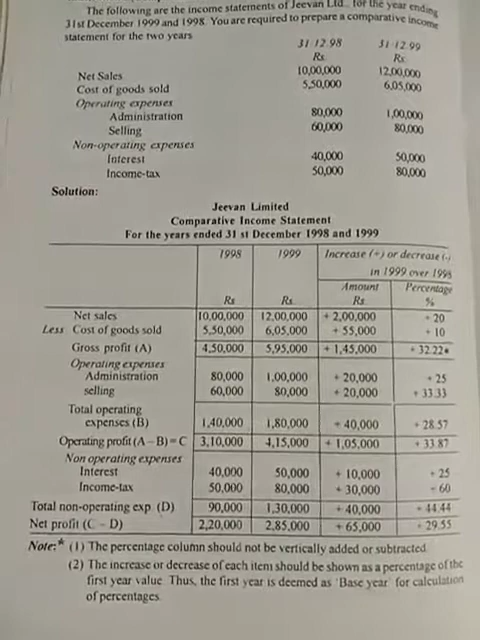 The following are the income statements of Jeevan Ltd., for the year ending
31st December 1999 and 1998. You are required to prepare a comparative income
statement for the two years.
31-12-98 31-12-99
Rs. Rs.
Net Sales 10,00,000 12,00,000
Cost of goods sold 5,50,000 6,05,000
Operating expenses
Administration 80,000 1,00,000
Selling 60,000 80,000
Non-operating expenses
Interest 40,000 50,000
Income-tax 50,000 80,000
Solution:
Jeevan Limited
Comparative Income Statement
For the years ended 31 st December 1998 and 1999
1998 1999 Increase (+) or decrease (-)
in 1999 over 1998
Amount Percentage
Rs. Rs. Rs. %
Net sales 10,00,000 12,00,000 + 2,00,000 + 20
Less Cost of goods sold 5,50,000 6,05,000 + 55,000 + 10
Gross profit (A) 4,50,000 5,95,000 + 1,45,000 + 32.22*
Operating expenses
Administration 80,000 1,00,000 + 20,000 + 25
selling 60,000 80,000 + 20,000 + 33.33
Total operating
expenses (B) 1,40,000 1,80,000 + 40,000 + 28.57
Operating profit (A – B) = C 3,10,000 4,15,000 + 1,05,000 + 33.87
Non operating expenses
Interest 40,000 50,000 + 10,000 + 25
Income-tax 50,000 80,000 + 30,000 + 60
Total non-operating exp. (D) 90,000 1,30,000 + 40,000 + 44.44
Net profit (C – D) 2,20,000 2,85,000 + 65,000 + 29.55
Note:* (1) The percentage column should not be vertically added or subtracted.
(2) The increase or decrease of each item should be shown as a percentage of the
first year value. Thus, the first year is deemed as 'Base year' for calculation
of percentages.